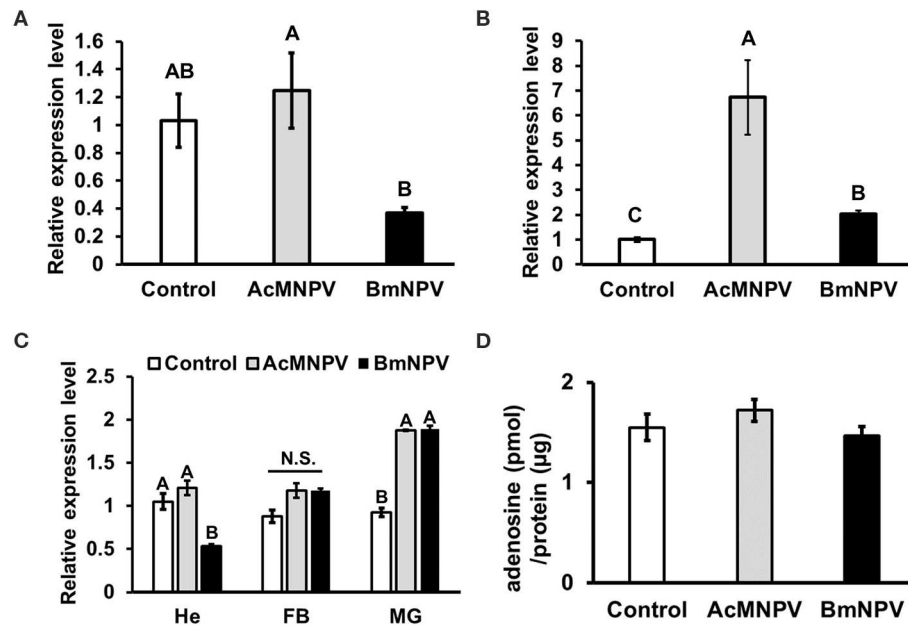 A
Relative expression level
1.6
1.4
1.2
1
0.8
0.6
0.4
0.2
0
AB
A
B
Control AcMNPV BmNPV
B
Relative expression level
9
8
7
6
5
4
3
2
1
0
C
A
B
Control AcMNPV BmNPV
C
Control AcMNPV BmNPV
Relative expression level
2.5
2
1.5
1
0.5
0
A A B
N.S.
B A A
He FB MG
D
adenosine (pmol)
/protein (μg)
2
1
0
Control AcMNPV BmNPV